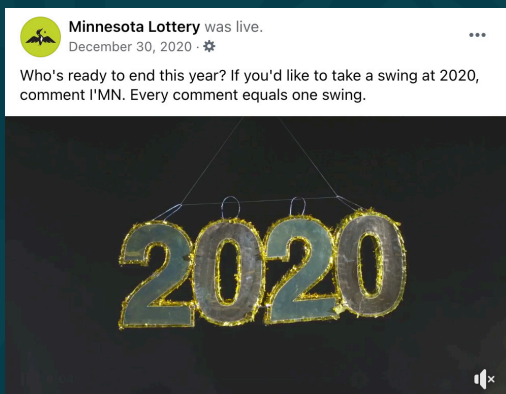 Minnesota Lottery was live.
December 30, 2020 ·
Who's ready to end this year? If you'd like to take a swing at 2020,
comment I'MN. Every comment equals one swing.
2020